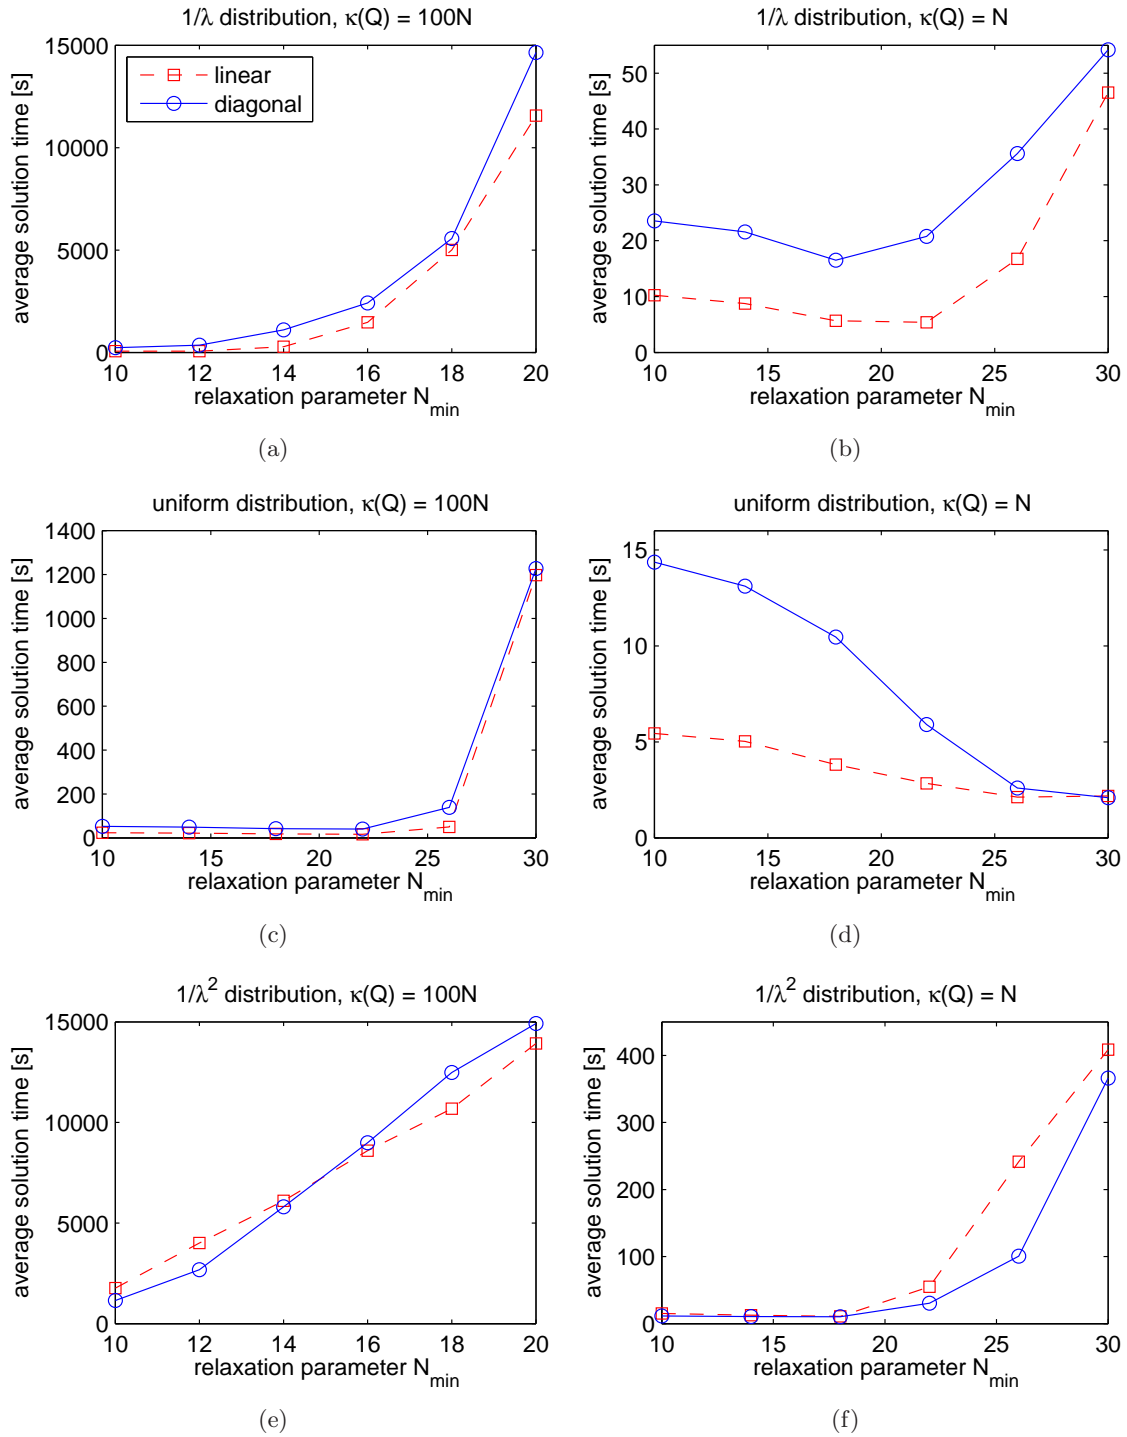 1/λ distribution, κ(Q) = 100N
15000
10000
5000
0
average solution time [s]
linear
diagonal
10 12 14 16 18 20
relaxation parameter N_min
(a)
1/λ distribution, κ(Q) = N
50
40
30
20
10
0
average solution time [s]
10 15 20 25 30
relaxation parameter N_min
(b)
uniform distribution, κ(Q) = 100N
1400
1200
1000
800
600
400
200
0
average solution time [s]
10 15 20 25 30
relaxation parameter N_min
(c)
uniform distribution, κ(Q) = N
15
10
5
0
average solution time [s]
10 15 20 25 30
relaxation parameter N_min
(d)
1/λ² distribution, κ(Q) = 100N
15000
10000
5000
0
average solution time [s]
10 12 14 16 18 20
relaxation parameter N_min
(e)
1/λ² distribution, κ(Q) = N
400
300
200
100
0
average solution time [s]
10 15 20 25 30
relaxation parameter N_min
(f)